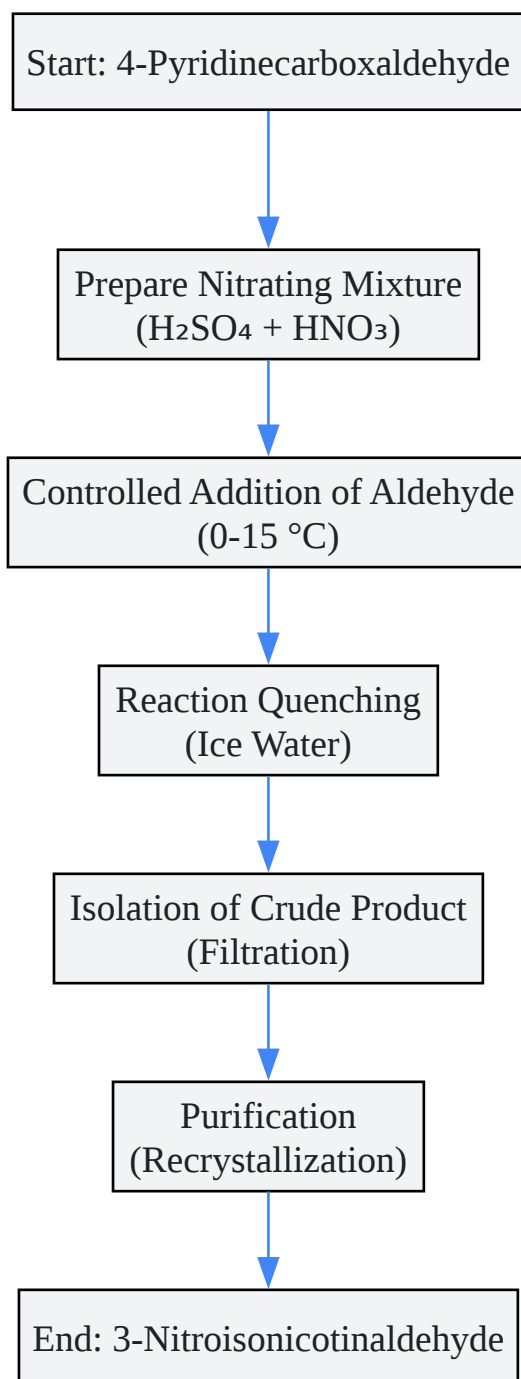 Start: 4-Pyridinecarboxaldehyde
Prepare Nitrating Mixture
(H₂SO₄ + HNO₃)
Controlled Addition of Aldehyde
(0-15 °C)
Reaction Quenching
(Ice Water)
Isolation of Crude Product
(Filtration)
Purification
(Recrystallization)
End: 3-Nitroisonicotinaldehyde